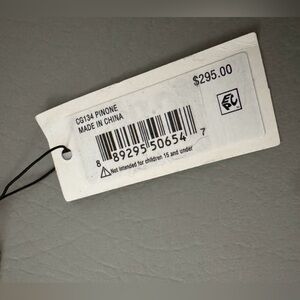 $295.00
CG134 PINONE
MADE IN CHINA
8 89295 50654 7
Not intended for children 15 and under